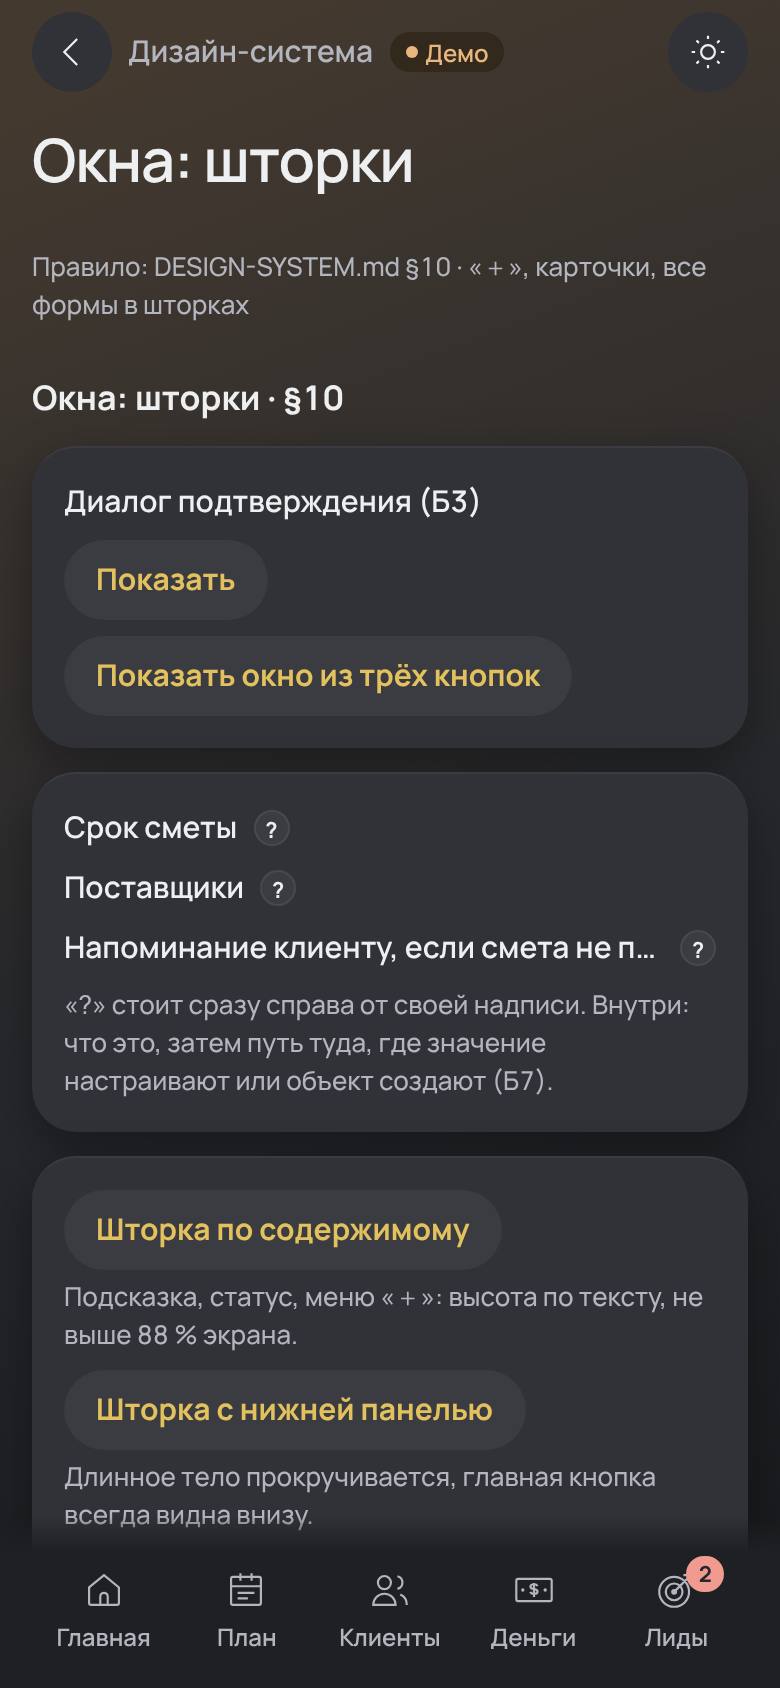 Дизайн-система
Демо
Окна: шторки
Правило: DESIGN-SYSTEM.md §10 · « + », карточки, все
формы в шторках
Окна: шторки · §10
Диалог подтверждения (Б3)
Показать
Показать окно из трёх кнопок
Срок сметы ?
Поставщики ?
Напоминание клиенту, если смета не п... ?
«?» стоит сразу справа от своей надписи. Внутри:
что это, затем путь туда, где значение
настраивают или объект создают (Б7).
Шторка по содержимому
Подсказка, статус, меню « + »: высота по тексту, не
выше 88 % экрана.
Шторка с нижней панелью
Длинное тело прокручивается, главная кнопка
всегда видна внизу.
2
Главная План Клиенты Деньги Лиды